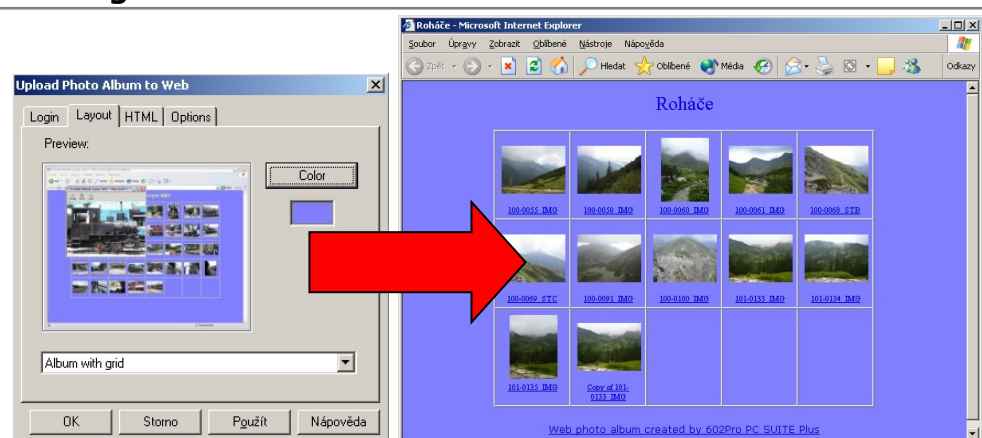 Upload Photo Album to Web
Login Layout HTML Options
Preview:
Color
Album with grid
OK Storno Použít Nápověda
Roháče - Microsoft Internet Explorer
Soubor Úpravy Zobrazit Oblíbené Nástroje Nápověda
Zpět Hledat Oblíbené Média Odkazy
Roháče
100-0055_IMG 100-0058_IMG 100-0060_IMG 100-0061_IMG 100-0068_STB
100-0069_STC 100-0091_IMG 100-0100_IMG 101-0133_IMG 101-0134_IMG
101-0135_IMG Copy of 101-
0133_IMG
Web photo album created by 602Pro PC SUITE Plus